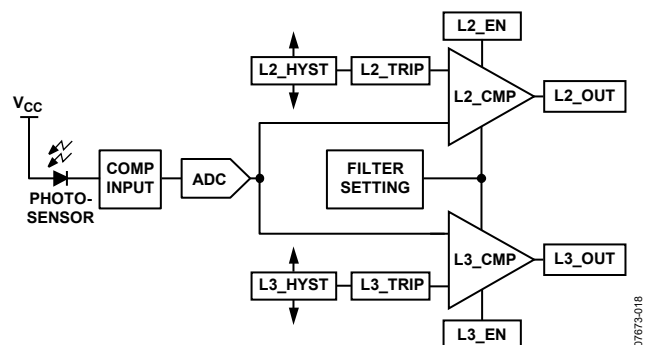 L2_EN
L2_HYST
L2_TRIP
L2_CMP
L2_OUT
VCC
PHOTO-
SENSOR
COMP
INPUT
ADC
FILTER
SETTING
L3_CMP
L3_OUT
L3_HYST
L3_TRIP
L3_EN
07673-018